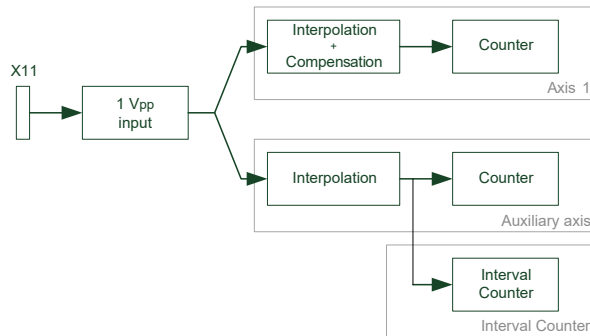 X11
1 Vpp
input
Interpolation
+
Compensation
Counter
Axis 1
Interpolation
Counter
Auxiliary axis
Interval
Counter
Interval Counter